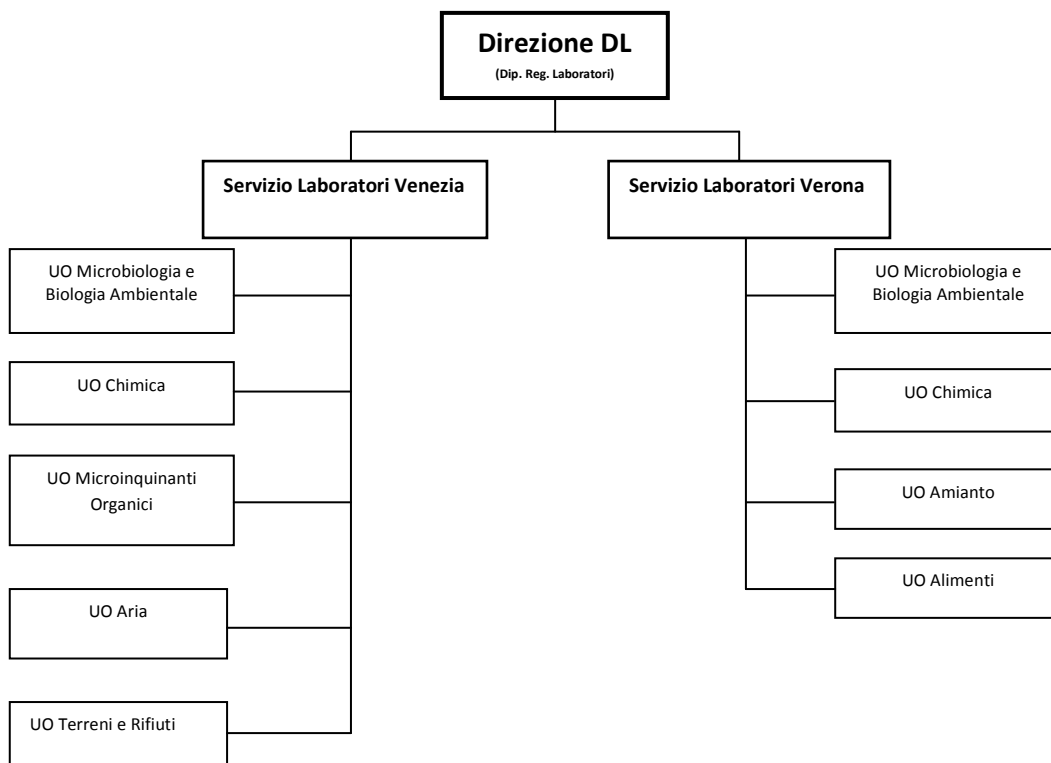 Direzione DL
(Dip. Reg. Laboratori)
Servizio Laboratori Venezia
Servizio Laboratori Verona
UO Microbiologia e
Biologia Ambientale
UO Chimica
UO Microinquinanti
Organici
UO Aria
UO Terreni e Rifiuti
UO Microbiologia e
Biologia Ambientale
UO Chimica
UO Amianto
UO Alimenti